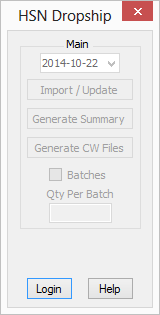 HSN Dropship
Main
2014-10-22
Import / Update
Generate Summary
Generate CW Files
Batches
Qty Per Batch
Login
Help